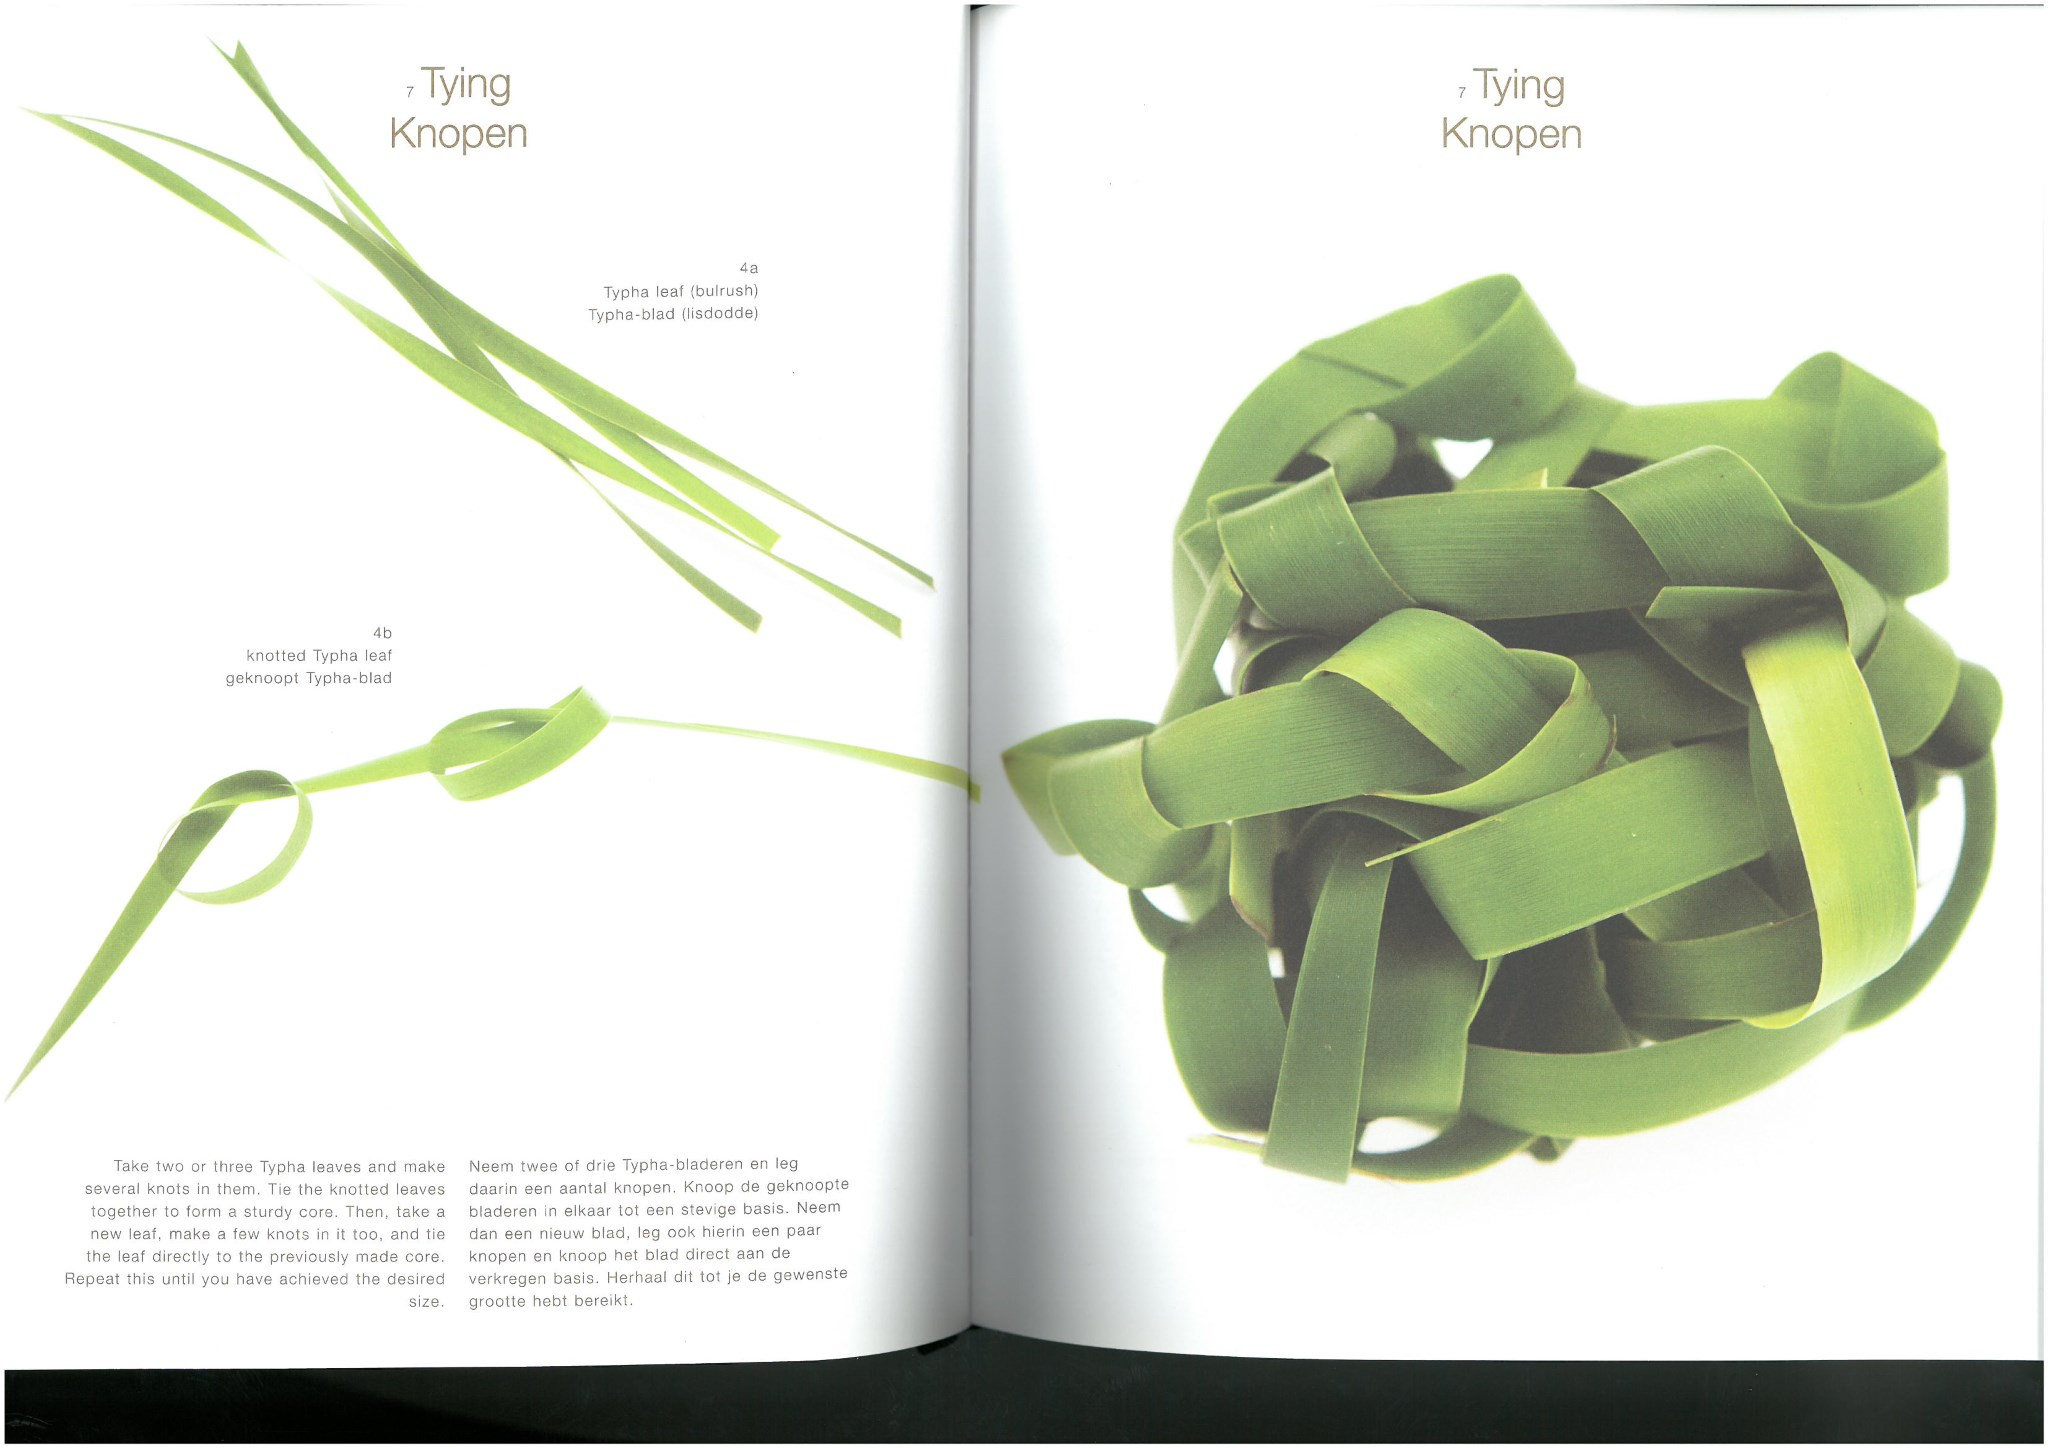 7 Tying
Knopen
4a
Typha leaf (bulrush)
Typha-blad (lisdodde)
4b
knotted Typha leaf
geknoopt Typha-blad
Take two or three Typha leaves and make
several knots in them. Tie the knotted leaves
together to form a sturdy core. Then, take a
new leaf, make a few knots in it too, and tie
the leaf directly to the previously made core.
Repeat this until you have achieved the desired
size.
Neem twee of drie Typha-bladeren en leg
daarin een aantal knopen. Knoop de geknoopte
bladeren in elkaar tot een stevige basis. Neem
dan een nieuw blad, leg ook hierin een paar
knopen en knoop het blad direct aan de
verkregen basis. Herhaal dit tot je de gewenste
grootte hebt bereikt.
7 Tying
Knopen